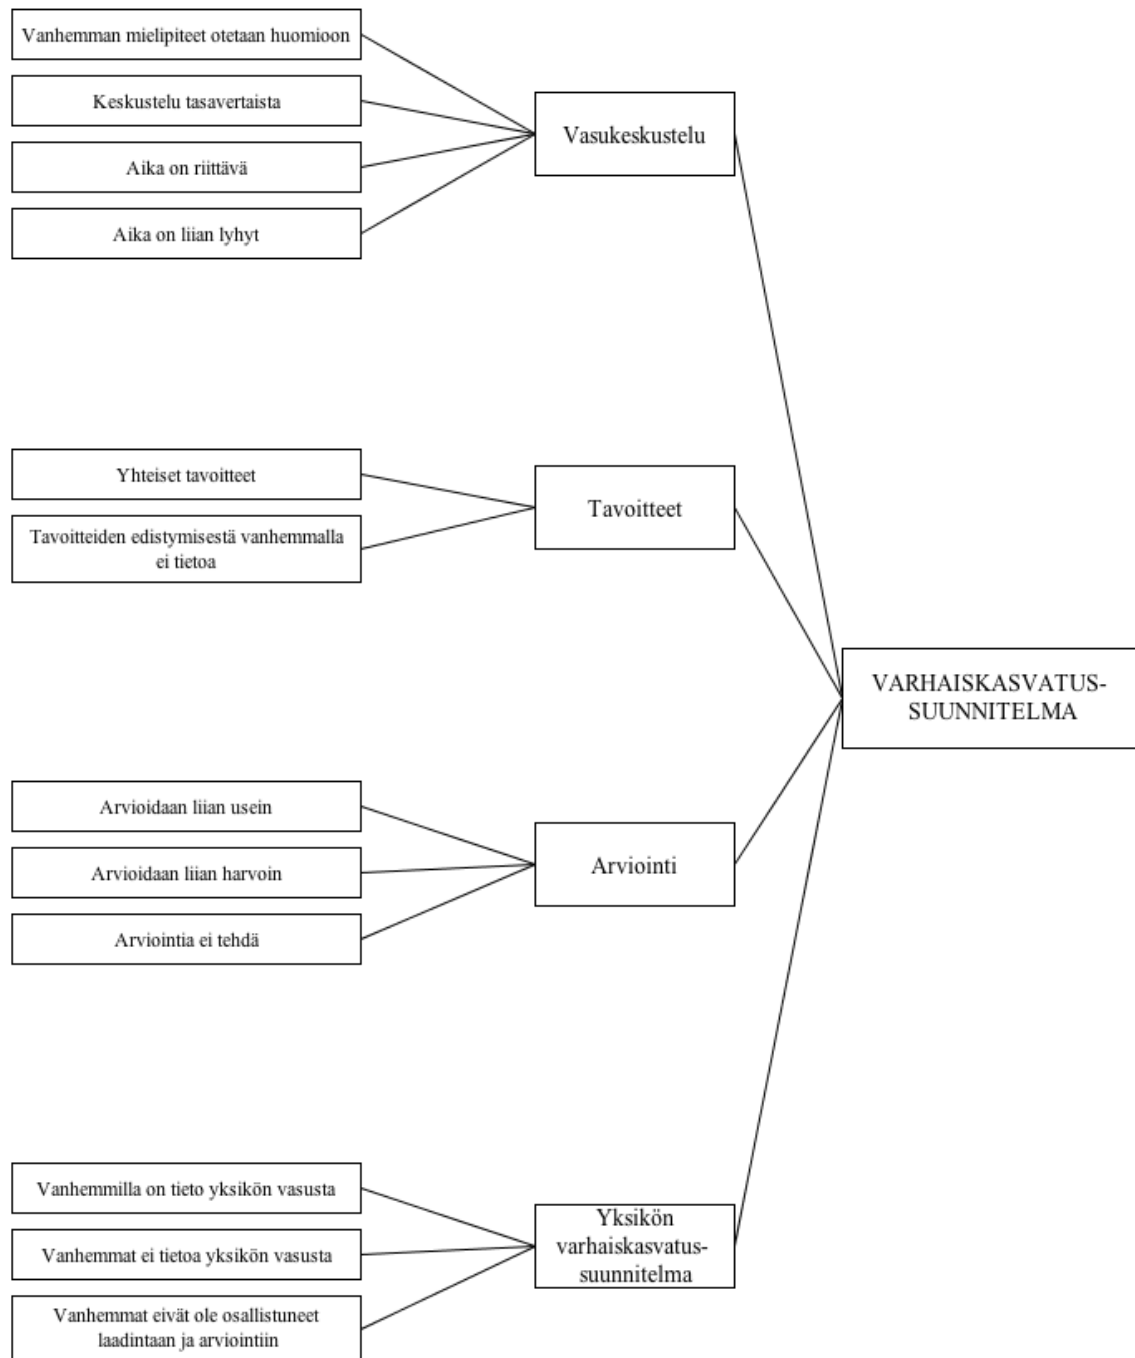 Vanhemman mielipiteet otetaan huomioon
Keskustelu tasavertaista
Aika on riittävä
Aika on liian lyhyt
Vasukeskustelu
Yhteiset tavoitteet
Tavoitteiden edistymisestä vanhemmalla
ei tietoa
Tavoitteet
VARHAISKASVATUS-
SUUNNITELMA
Arvioidaan liian usein
Arvioidaan liian harvoin
Arviointia ei tehdä
Arviointi
Vanhemmilla on tieto yksikön vasusta
Vanhemmat ei tietoa yksikön vasusta
Vanhemmat eivät ole osallistuneet
laadintaan ja arviointiin
Yksikön
varhaiskasvatus-
suunnitelma